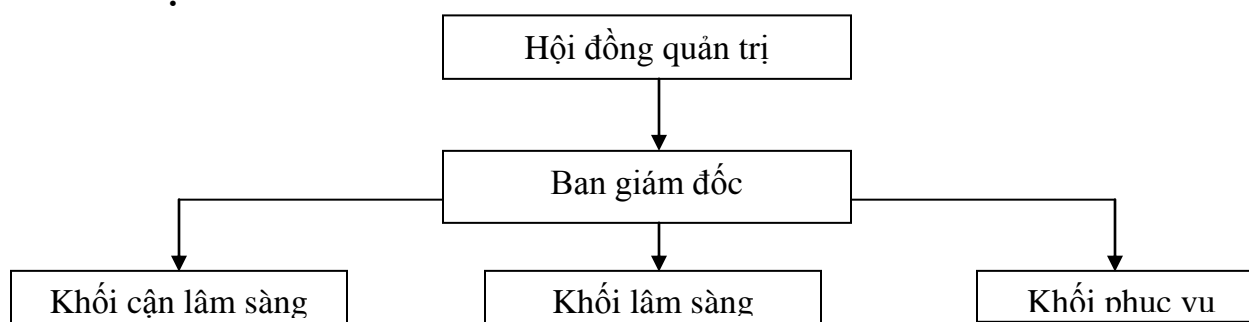 Hội đồng quản trị
Ban giám đốc
Khối cận lâm sàng
Khối lâm sàng
Khối phục vụ